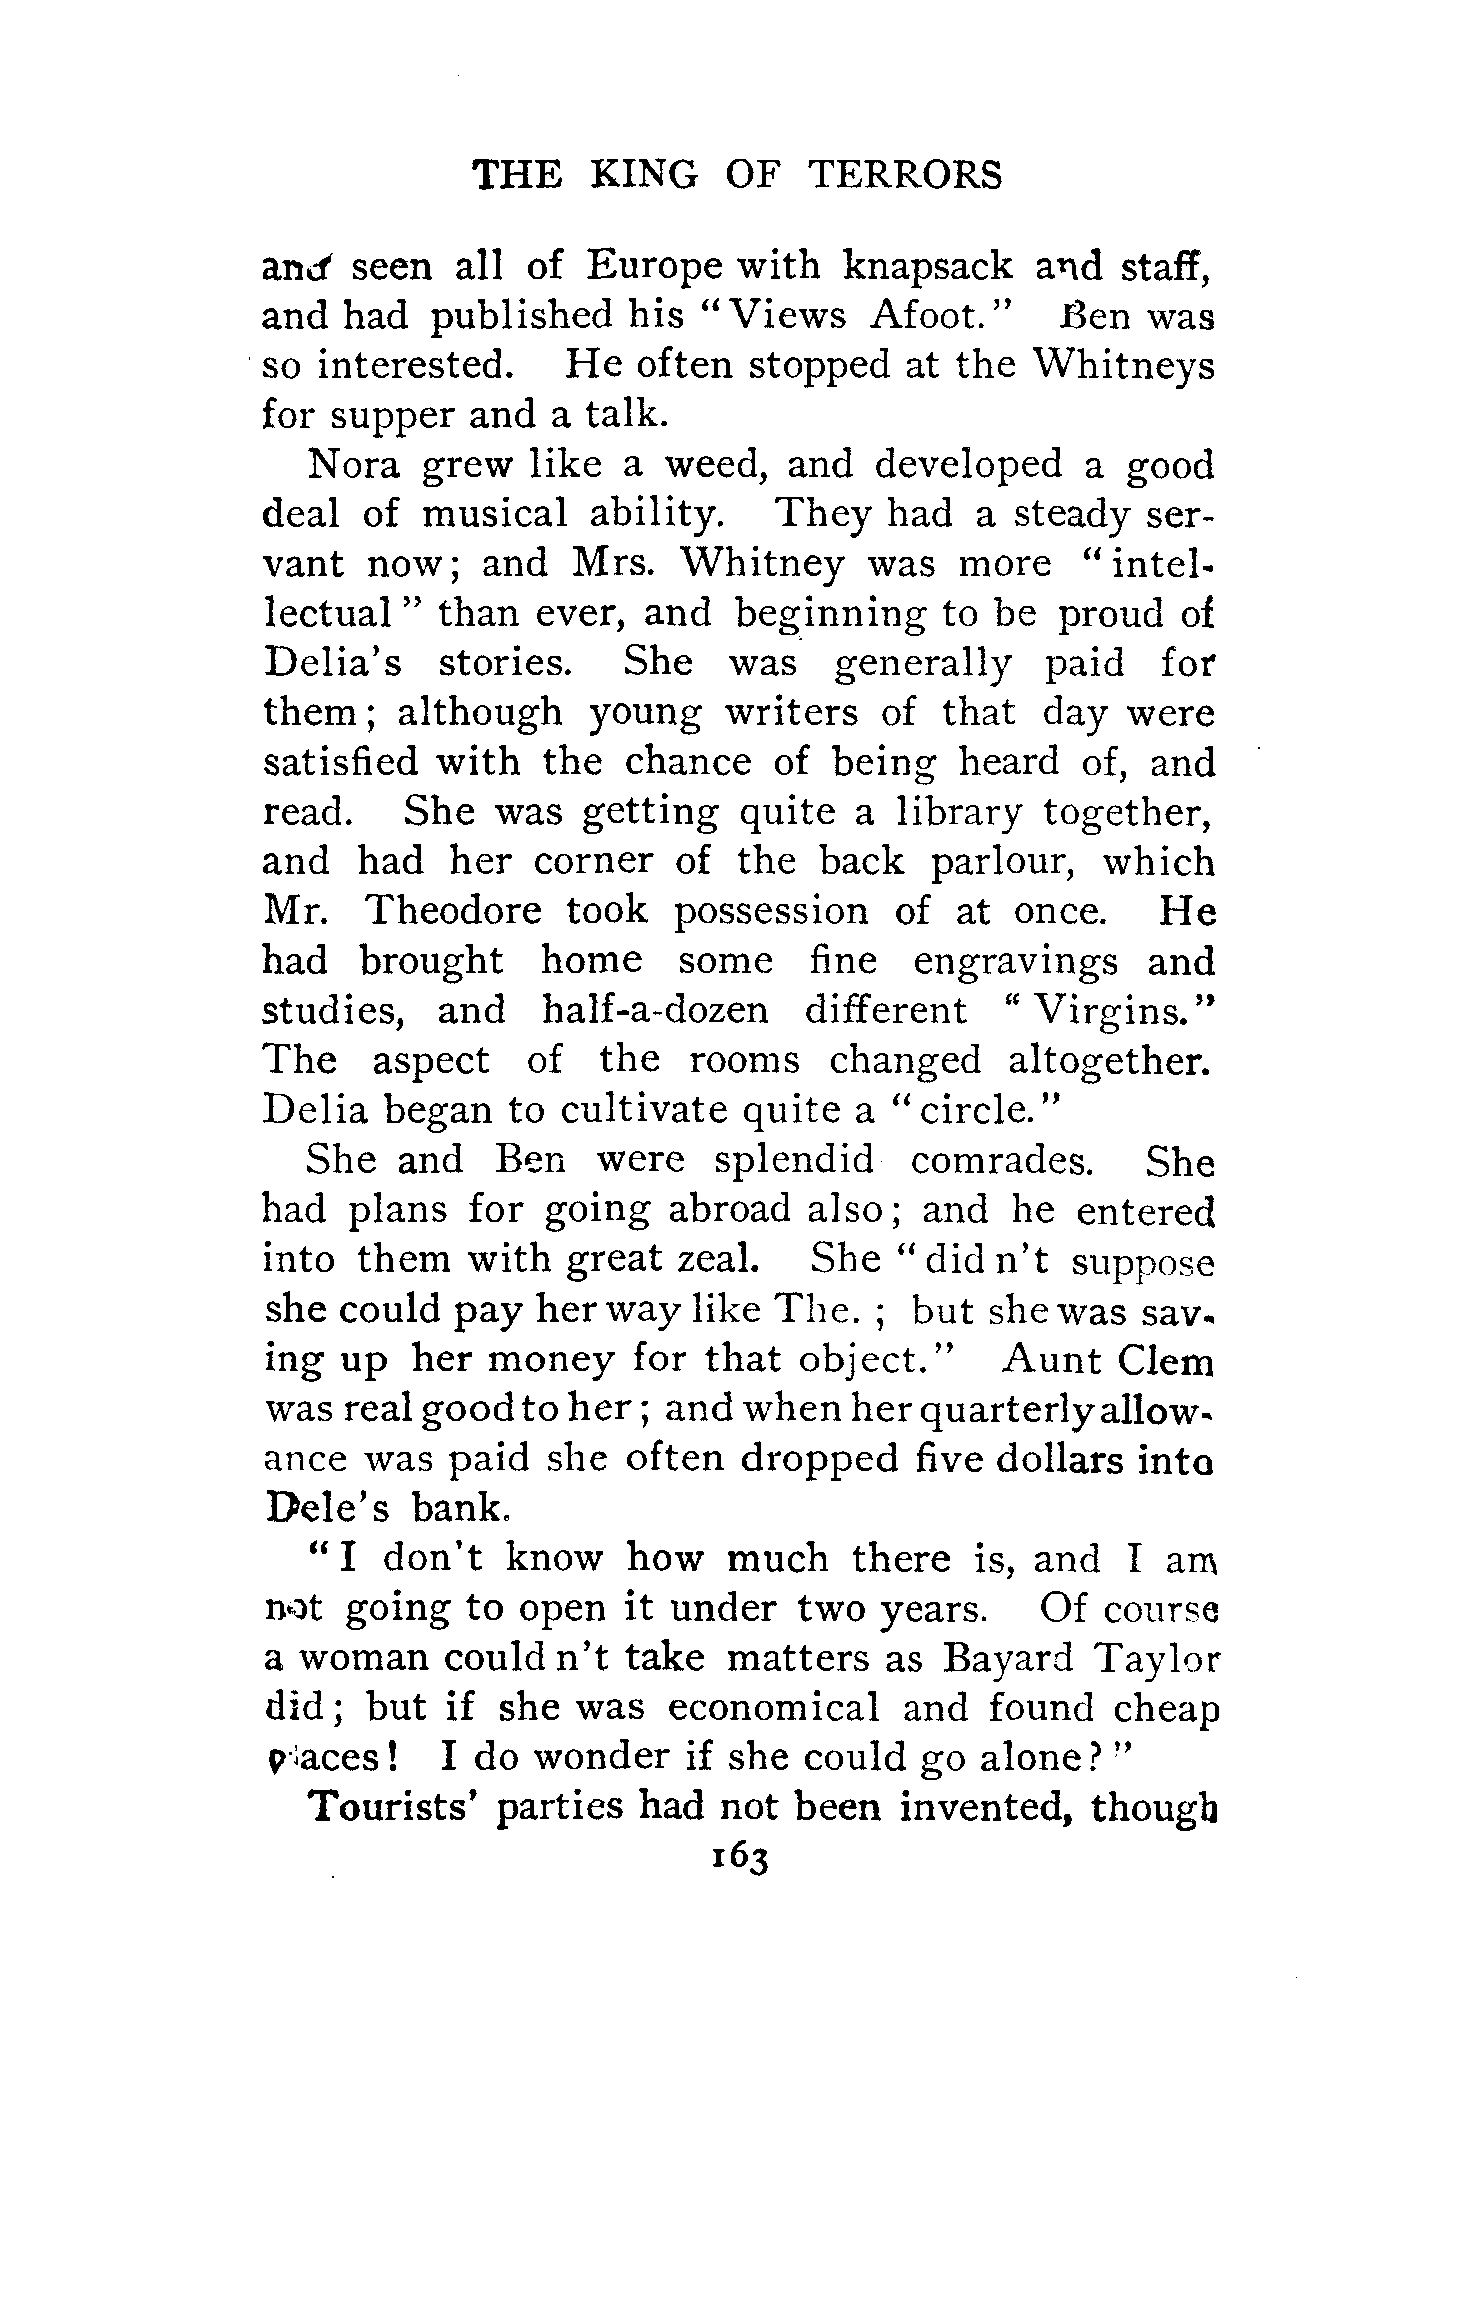 THE KING OF TERRORS
and seen all of Europe with knapsack and staff,
and had published his “Views Afoot.” Ben was
so interested. He often stopped at the Whitneys
for supper and a talk.
Nora grew like a weed, and developed a good
deal of musical ability. They had a steady ser-
vant now; and Mrs. Whitney was more “intel-
lectual” than ever, and beginning to be proud of
Delia's stories. She was generally paid for
them; although young writers of that day were
satisfied with the chance of being heard of, and
read. She was getting quite a library together,
and had her corner of the back parlour, which
Mr. Theodore took possession of at once. He
had brought home some fine engravings and
studies, and half-a-dozen different “Virgins.”
The aspect of the rooms changed altogether.
Delia began to cultivate quite a “circle.”
She and Ben were splendid comrades. She
had plans for going abroad also; and he entered
into them with great zeal. She “did n't suppose
she could pay her way like The. ; but she was sav-
ing up her money for that object.” Aunt Clem
was real good to her; and when her quarterly allow-
ance was paid she often dropped five dollars into
Dele's bank.
“I don't know how much there is, and I am
not going to open it under two years. Of course
a woman could n't take matters as Bayard Taylor
did; but if she was economical and found cheap
places! I do wonder if she could go alone?”
Tourists' parties had not been invented, though
163